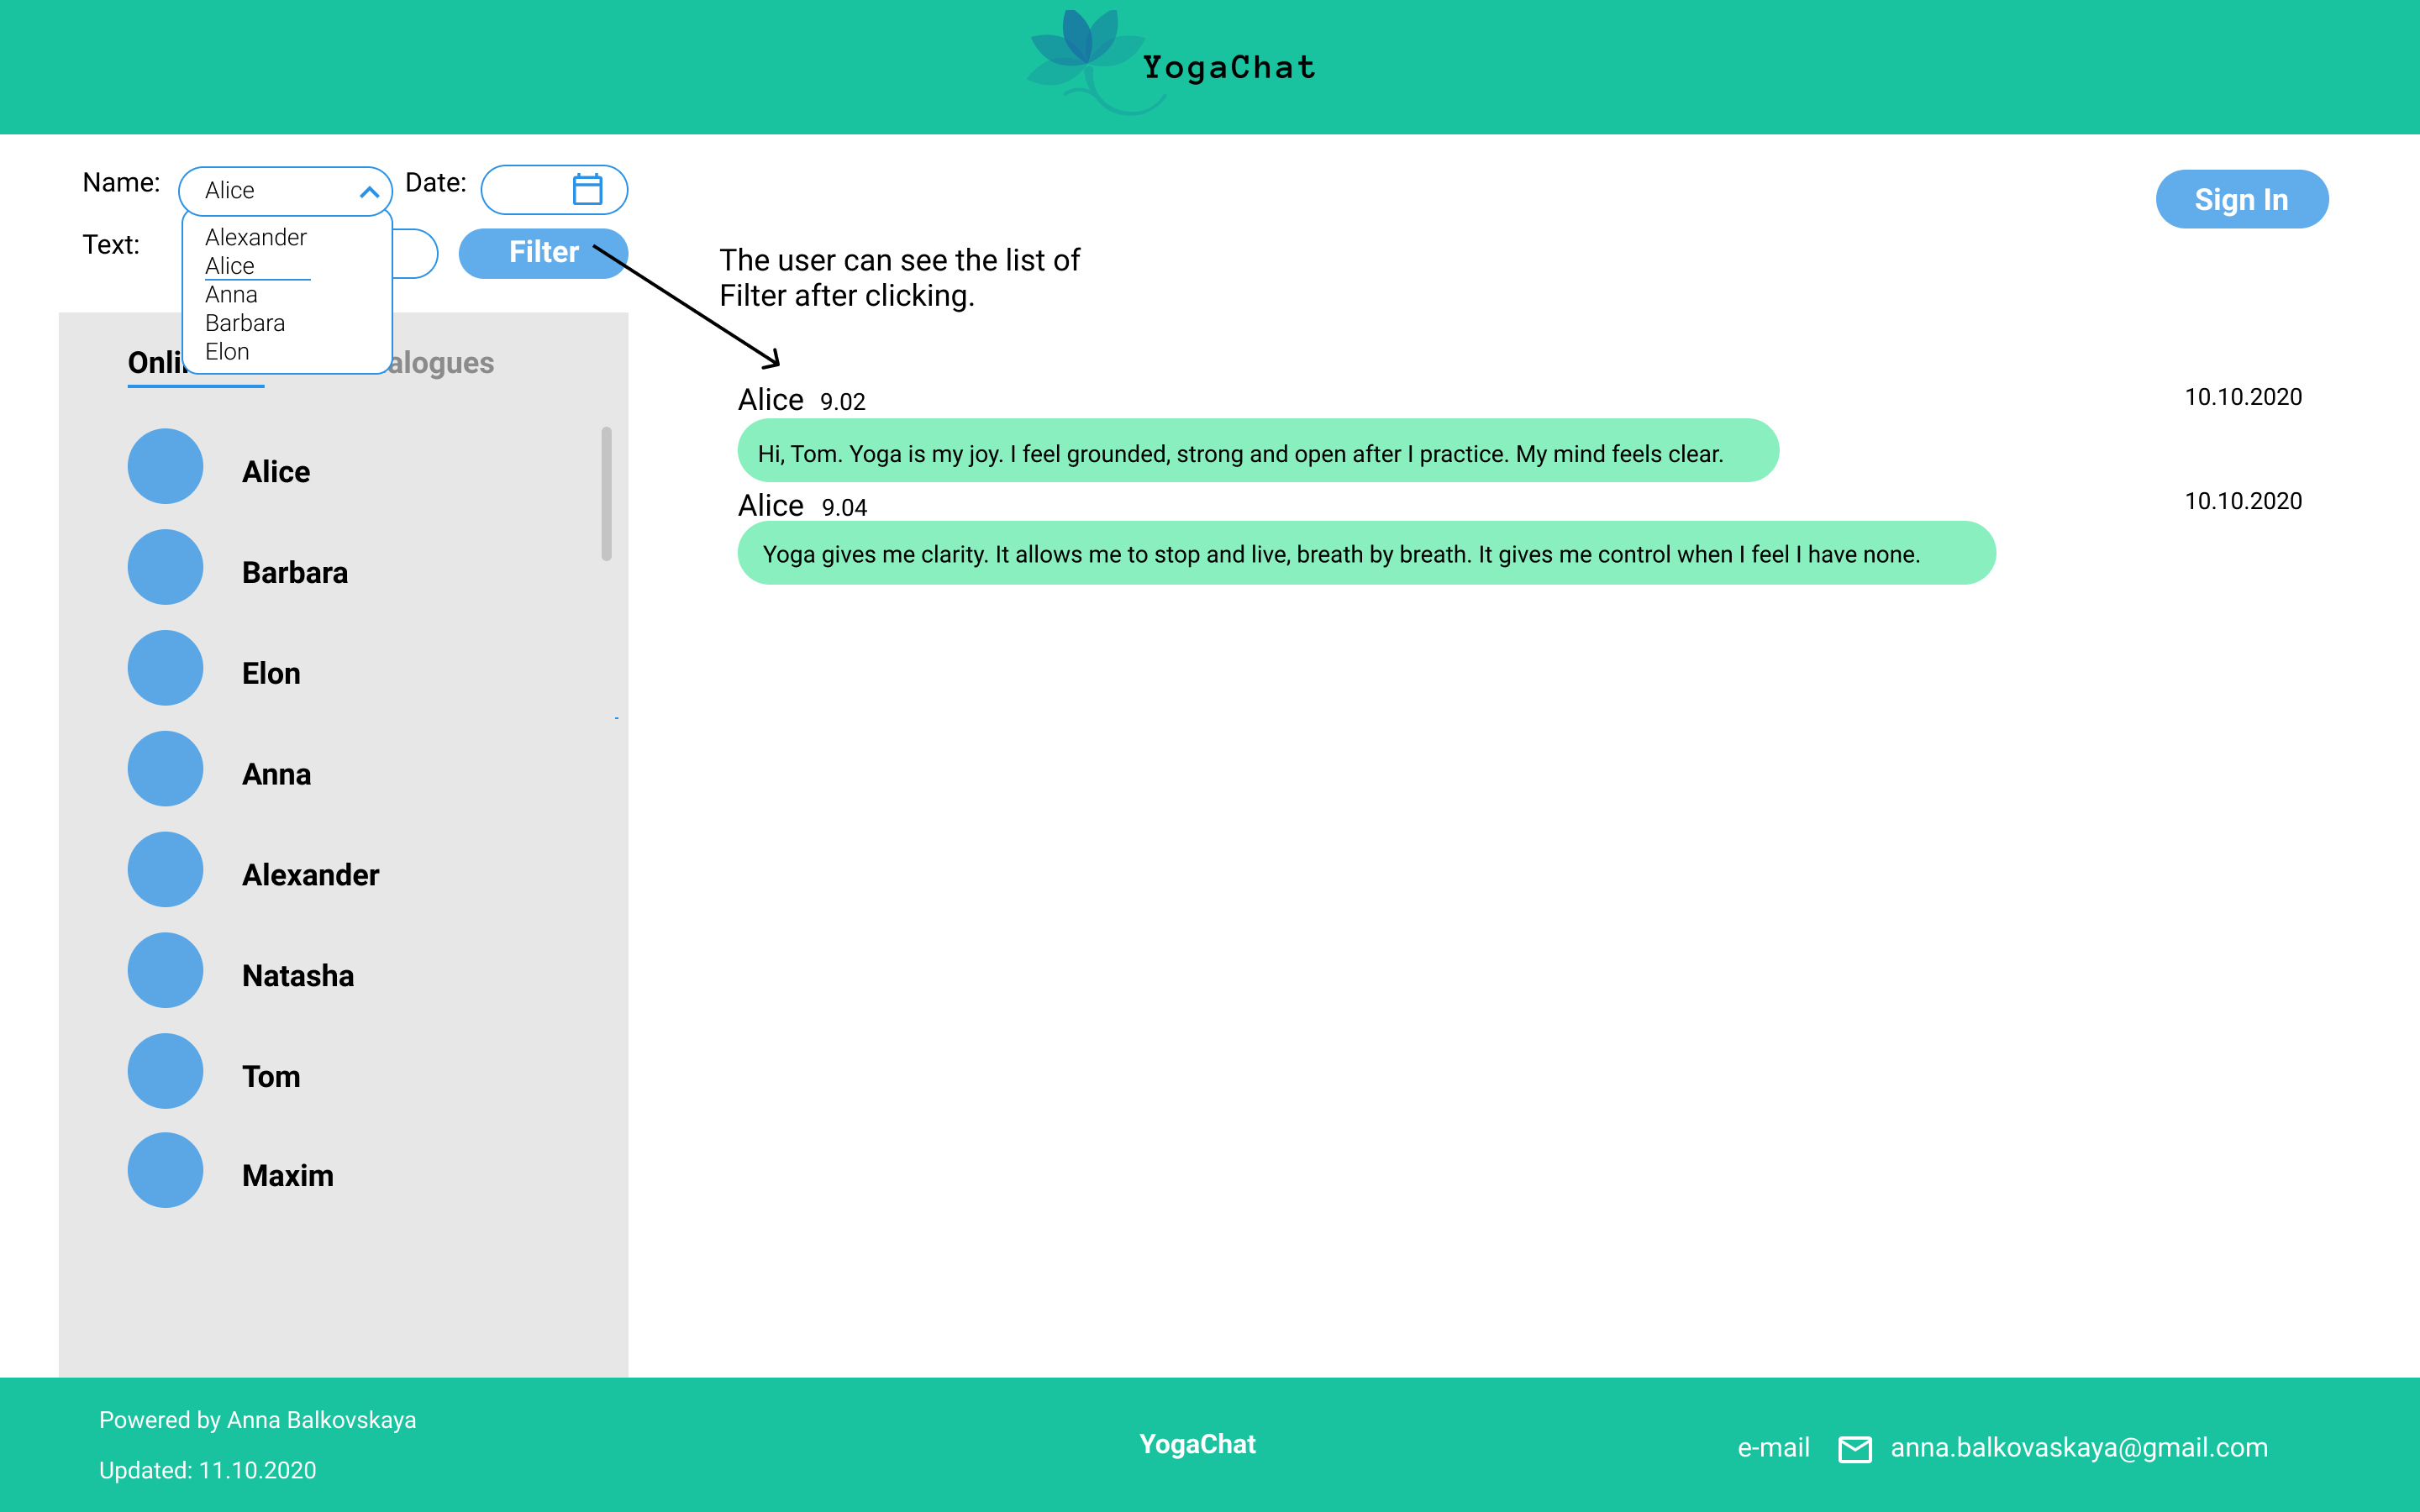 YogaChat
Name: Alice Date:
Sign In
Text: Filter
Alexander
Alice
Anna
Barbara
Elon
The user can see the list of
Filter after clicking.
Onli alogues
Alice 9.02 10.10.2020
Hi, Tom. Yoga is my joy. I feel grounded, strong and open after I practice. My mind feels clear.
Alice 9.04 10.10.2020
Yoga gives me clarity. It allows me to stop and live, breath by breath. It gives me control when I feel I have none.
Alice
Barbara
Elon
Anna
Alexander
Natasha
Tom
Maxim
Powered by Anna Balkovskaya
Updated: 11.10.2020
YogaChat
e-mail anna.balkovaskaya@gmail.com